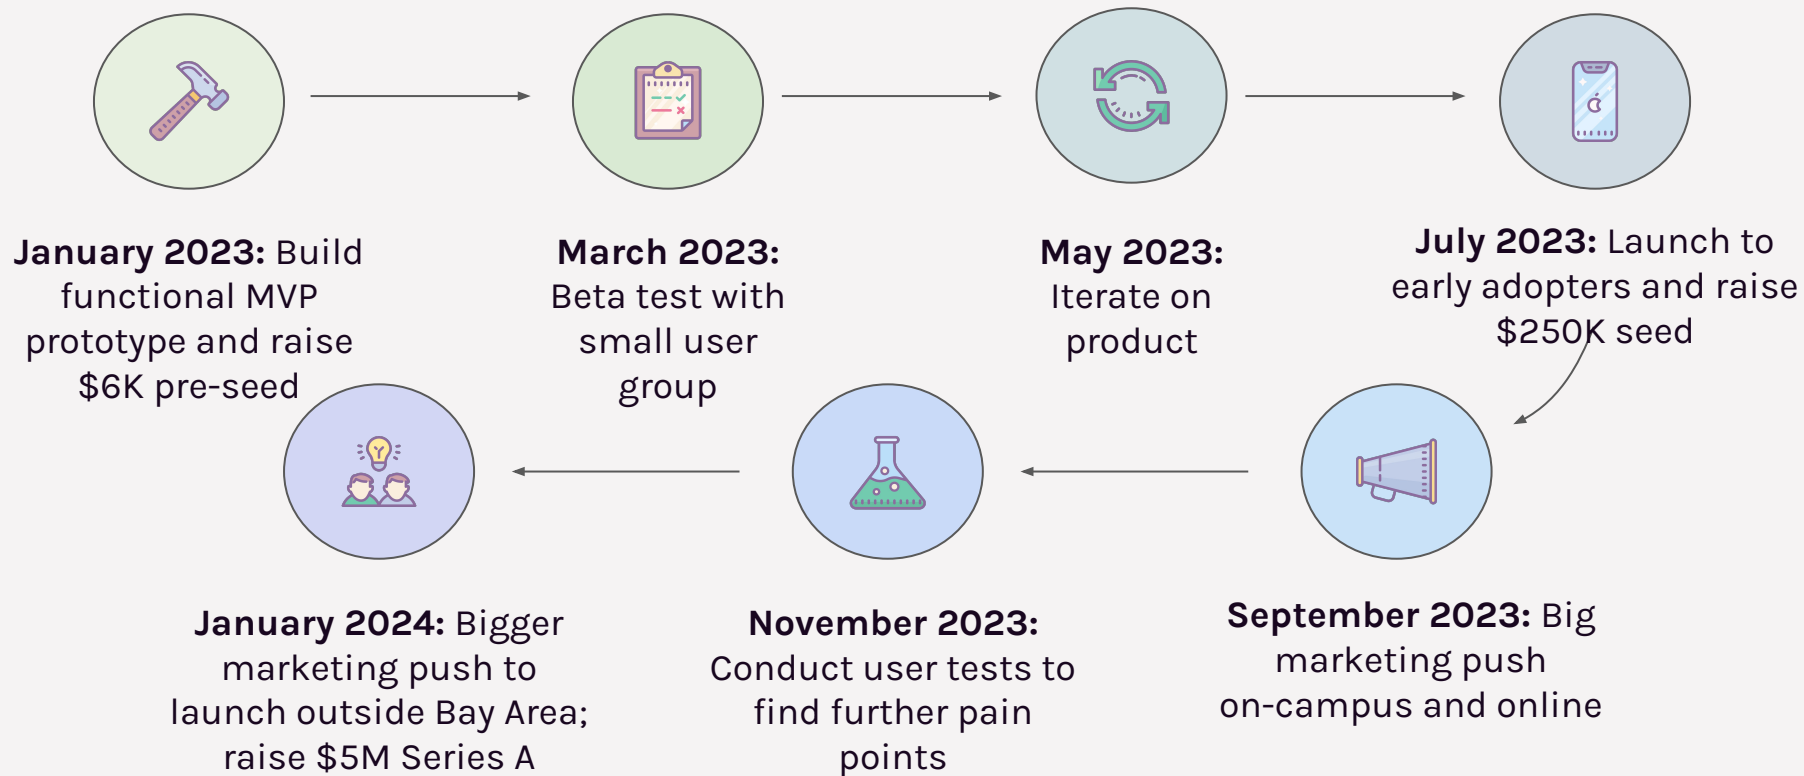 January 2023: Build
functional MVP
prototype and raise
$6K pre-seed
March 2023:
Beta test with
small user
group
May 2023:
Iterate on
product
July 2023: Launch to
early adopters and raise
$250K seed
September 2023: Big
marketing push
on-campus and online
November 2023:
Conduct user tests to
find further pain
points
January 2024: Bigger
marketing push to
launch outside Bay Area;
raise $5M Series A